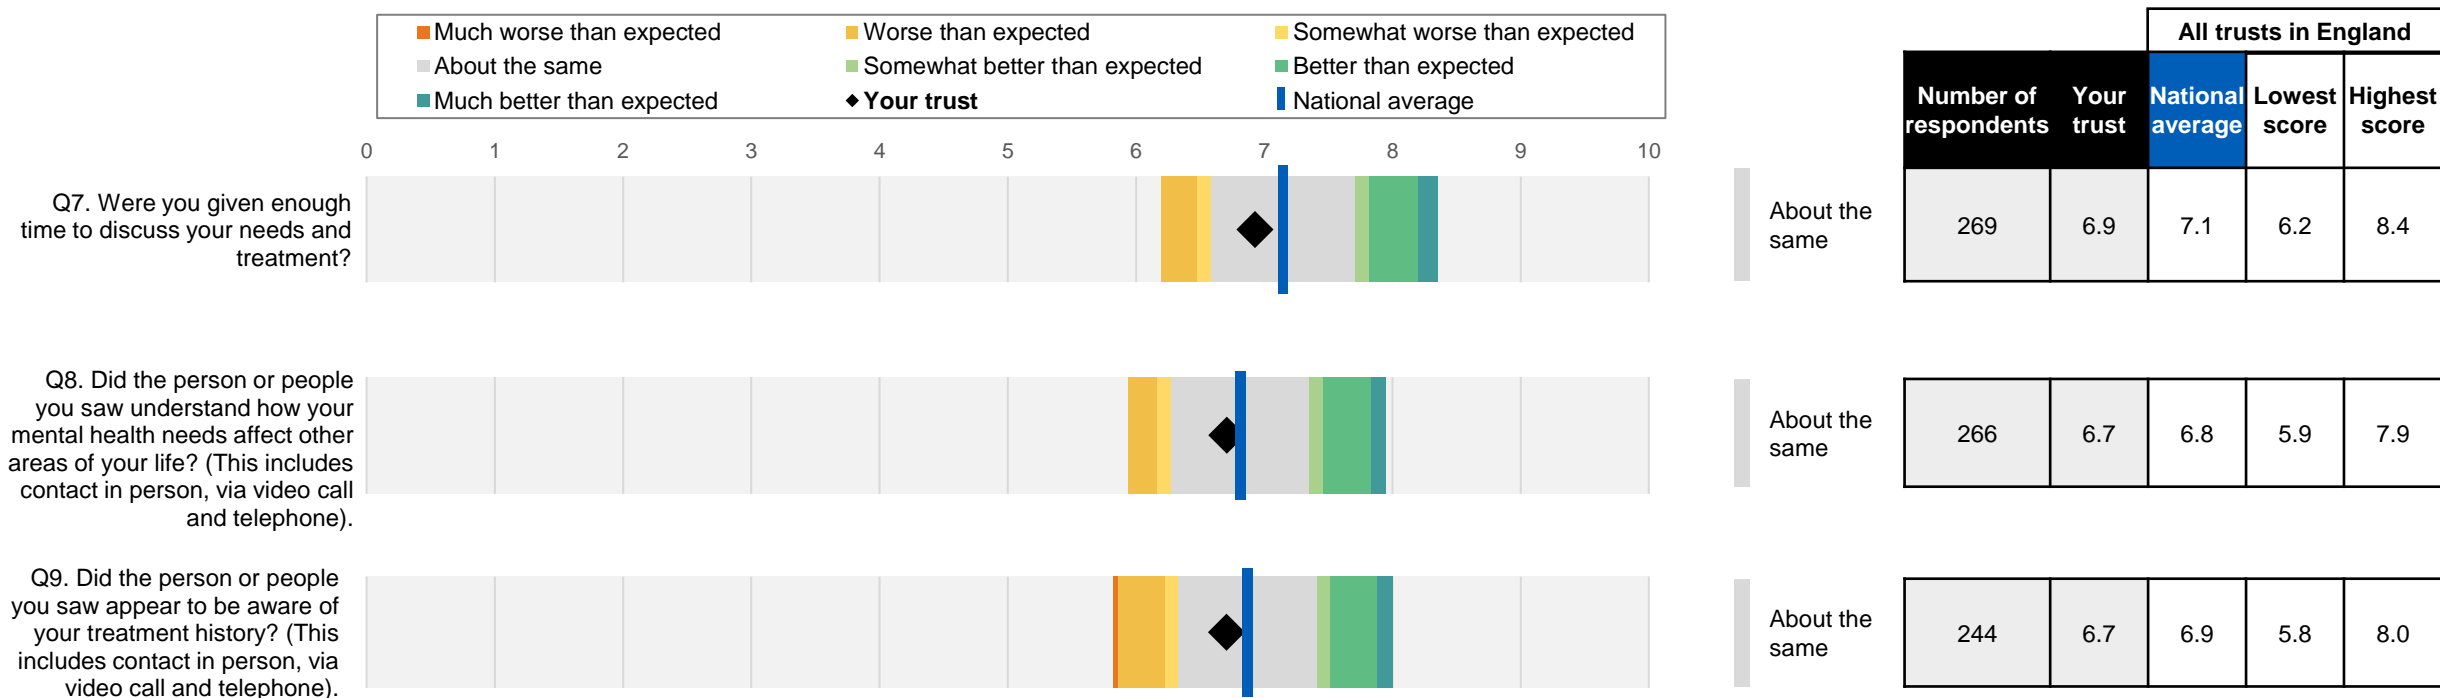 Much worse than expected
Worse than expected
Somewhat worse than expected
About the same
Somewhat better than expected
Better than expected
Much better than expected
Your trust
National average
All trusts in England
Number of
respondents
Your
trust
National
average
Lowest
score
Highest
score
0 1 2 3 4 5 6 7 8 9 10
Q7. Were you given enough
time to discuss your needs and
treatment?
About the
same
269 6.9 7.1 6.2 8.4
Q8. Did the person or people
you saw understand how your
mental health needs affect other
areas of your life? (This includes
contact in person, via video call
and telephone).
About the
same
266 6.7 6.8 5.9 7.9
Q9. Did the person or people
you saw appear to be aware of
your treatment history? (This
includes contact in person, via
video call and telephone).
About the
same
244 6.7 6.9 5.8 8.0